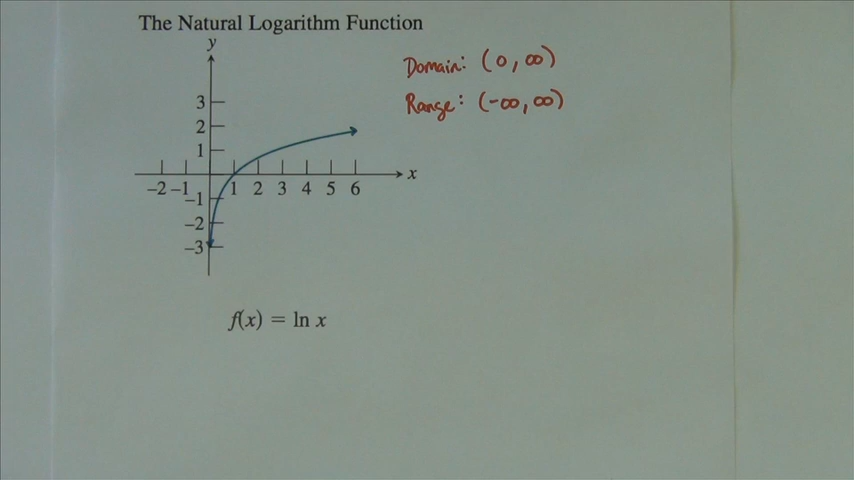 The Natural Logarithm Function
y
Domain: (0, ∞)
Range: (-∞, ∞)
3
2
1
x
–2 –1 1 2 3 4 5 6
–1
–2
–3
f(x) = ln x